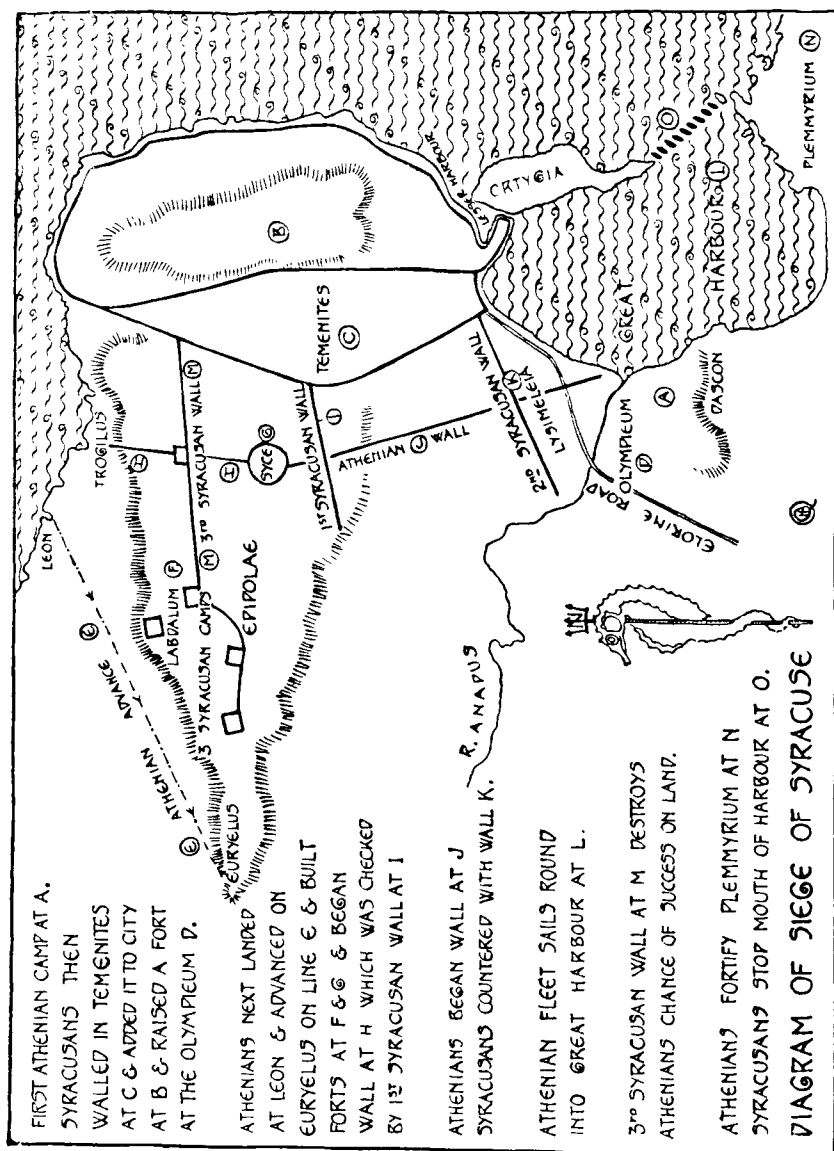 FIRST ATHENIAN CAMP AT A.
SYRACUSANS THEN
WALLED IN TEMENITES
AT C & ADDED IT TO CITY
AT B & RAISED A FORT
AT THE OLYMPIEUM D.
ATHENIANS NEXT LANDED
AT LEON & ADVANCED ON
EURYELUS ON LINE E & BUILT
FORTS AT F & G & BEGAN
WALL AT H WHICH WAS CHECKED
BY 1ST SYRACUSAN WALL AT I
ATHENIANS BEGAN WALL AT J
SYRACUSANS COUNTERED WITH WALL K.
ATHENIAN FLEET SAILS ROUND
INTO GREAT HARBOUR AT L.
3RD SYRACUSAN WALL AT M DESTROYS
ATHENIANS CHANCE OF SUCCESS ON LAND.
ATHENIANS FORTIFY PLEMMYRIUM AT N
SYRACUSANS STOP MOUTH OF HARBOUR AT O.
DIAGRAM OF SIEGE OF SYRACUSE
LEON
E ATHENIAN ADVANCE E
EURYELUS
LABDALUM F
3 SYRACUSAN CAMPS
M 3RD SYRACUSAN WALL M
EPIPOLAE
TROGILUS
H
I
SYCE G
1ST SYRACUSAN WALL I
B
TEMENITES
C
ATHENIAN J WALL
2ND SYRACUSAN WALL
K
LYSIMELEIA
LESSER HARBOUR
CRTYGIA
R. ANAPUS
ELORINE ROAD
OLYMPIEUM
D
A
DASCON
GREAT HARBOUR L
O
PLEMMYRIUM N
N